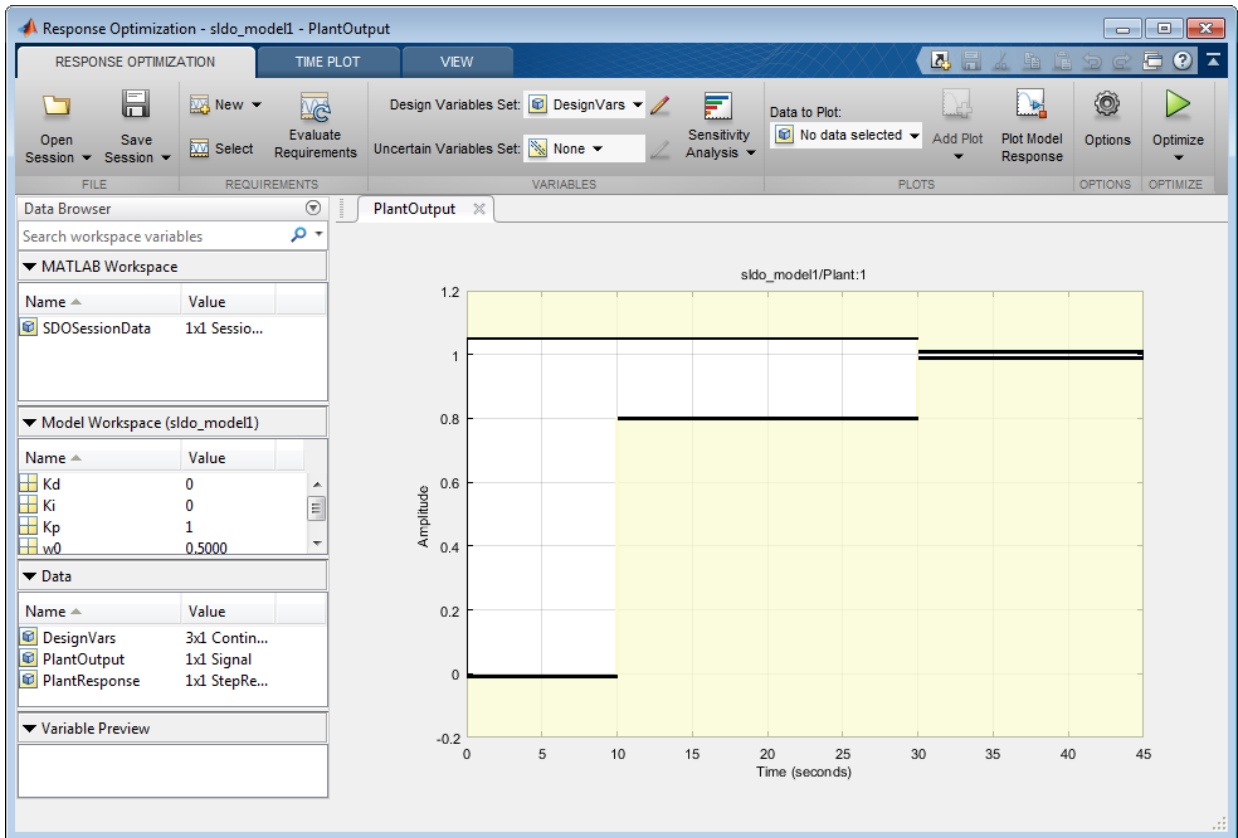 Response Optimization - sldo_model1 - PlantOutput
RESPONSE OPTIMIZATION TIME PLOT VIEW
New Design Variables Set: DesignVars Data to Plot:
Open Session Save Session Select Evaluate Requirements Uncertain Variables Set: None Sensitivity Analysis No data selected Add Plot Plot Model Response Options Optimize
FILE REQUIREMENTS VARIABLES PLOTS OPTIONS OPTIMIZE
Data Browser
Search workspace variables
MATLAB Workspace
Name Value
SDOSessionData 1x1 Sessio...
Model Workspace (sldo_model1)
Name Value
Kd 0
Ki 0
Kp 1
w0 0.5000
Data
Name Value
DesignVars 3x1 Contin...
PlantOutput 1x1 Signal
PlantResponse 1x1 StepRe...
Variable Preview
PlantOutput
sldo_model1/Plant:1
1.2
1
0.8
0.6
0.4
0.2
0
-0.2
Amplitude
0 5 10 15 20 25 30 35 40 45
Time (seconds)